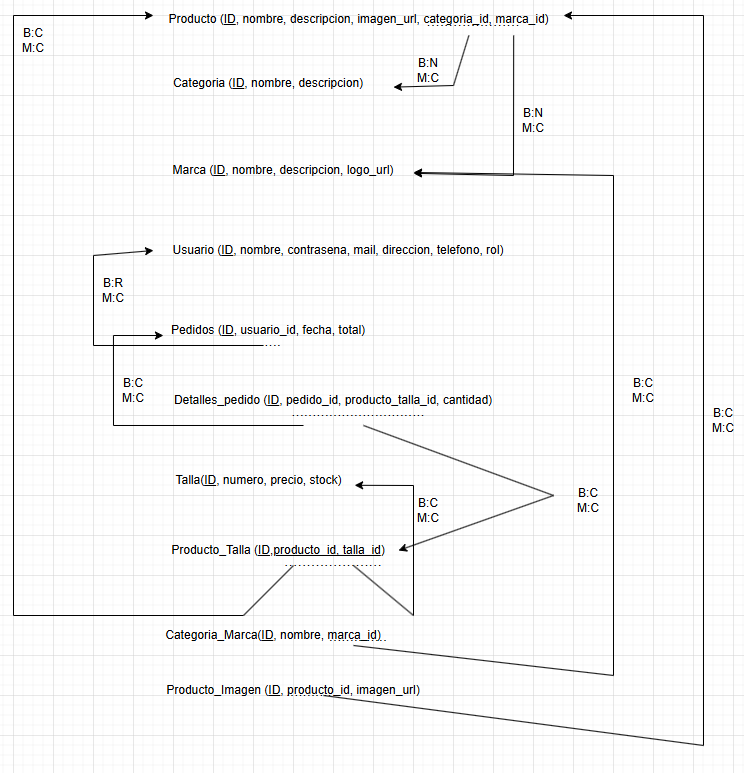 Producto (ID, nombre, descripcion, imagen_url, categoria_id, marca_id)
B:C
M:C
B:N
M:C
Categoria (ID, nombre, descripcion)
B:N
M:C
Marca (ID, nombre, descripcion, logo_url)
Usuario (ID, nombre, contrasena, mail, direccion, telefono, rol)
B:R
M:C
Pedidos (ID, usuario_id, fecha, total)
B:C
M:C
B:C
M:C
Detalles_pedido (ID, pedido_id, producto_talla_id, cantidad)
B:C
M:C
Talla(ID, numero, precio, stock)
B:C
M:C
B:C
M:C
Producto_Talla (ID,producto_id, talla_id)
Categoria_Marca(ID, nombre, marca_id)
Producto_Imagen (ID, producto_id, imagen_url)